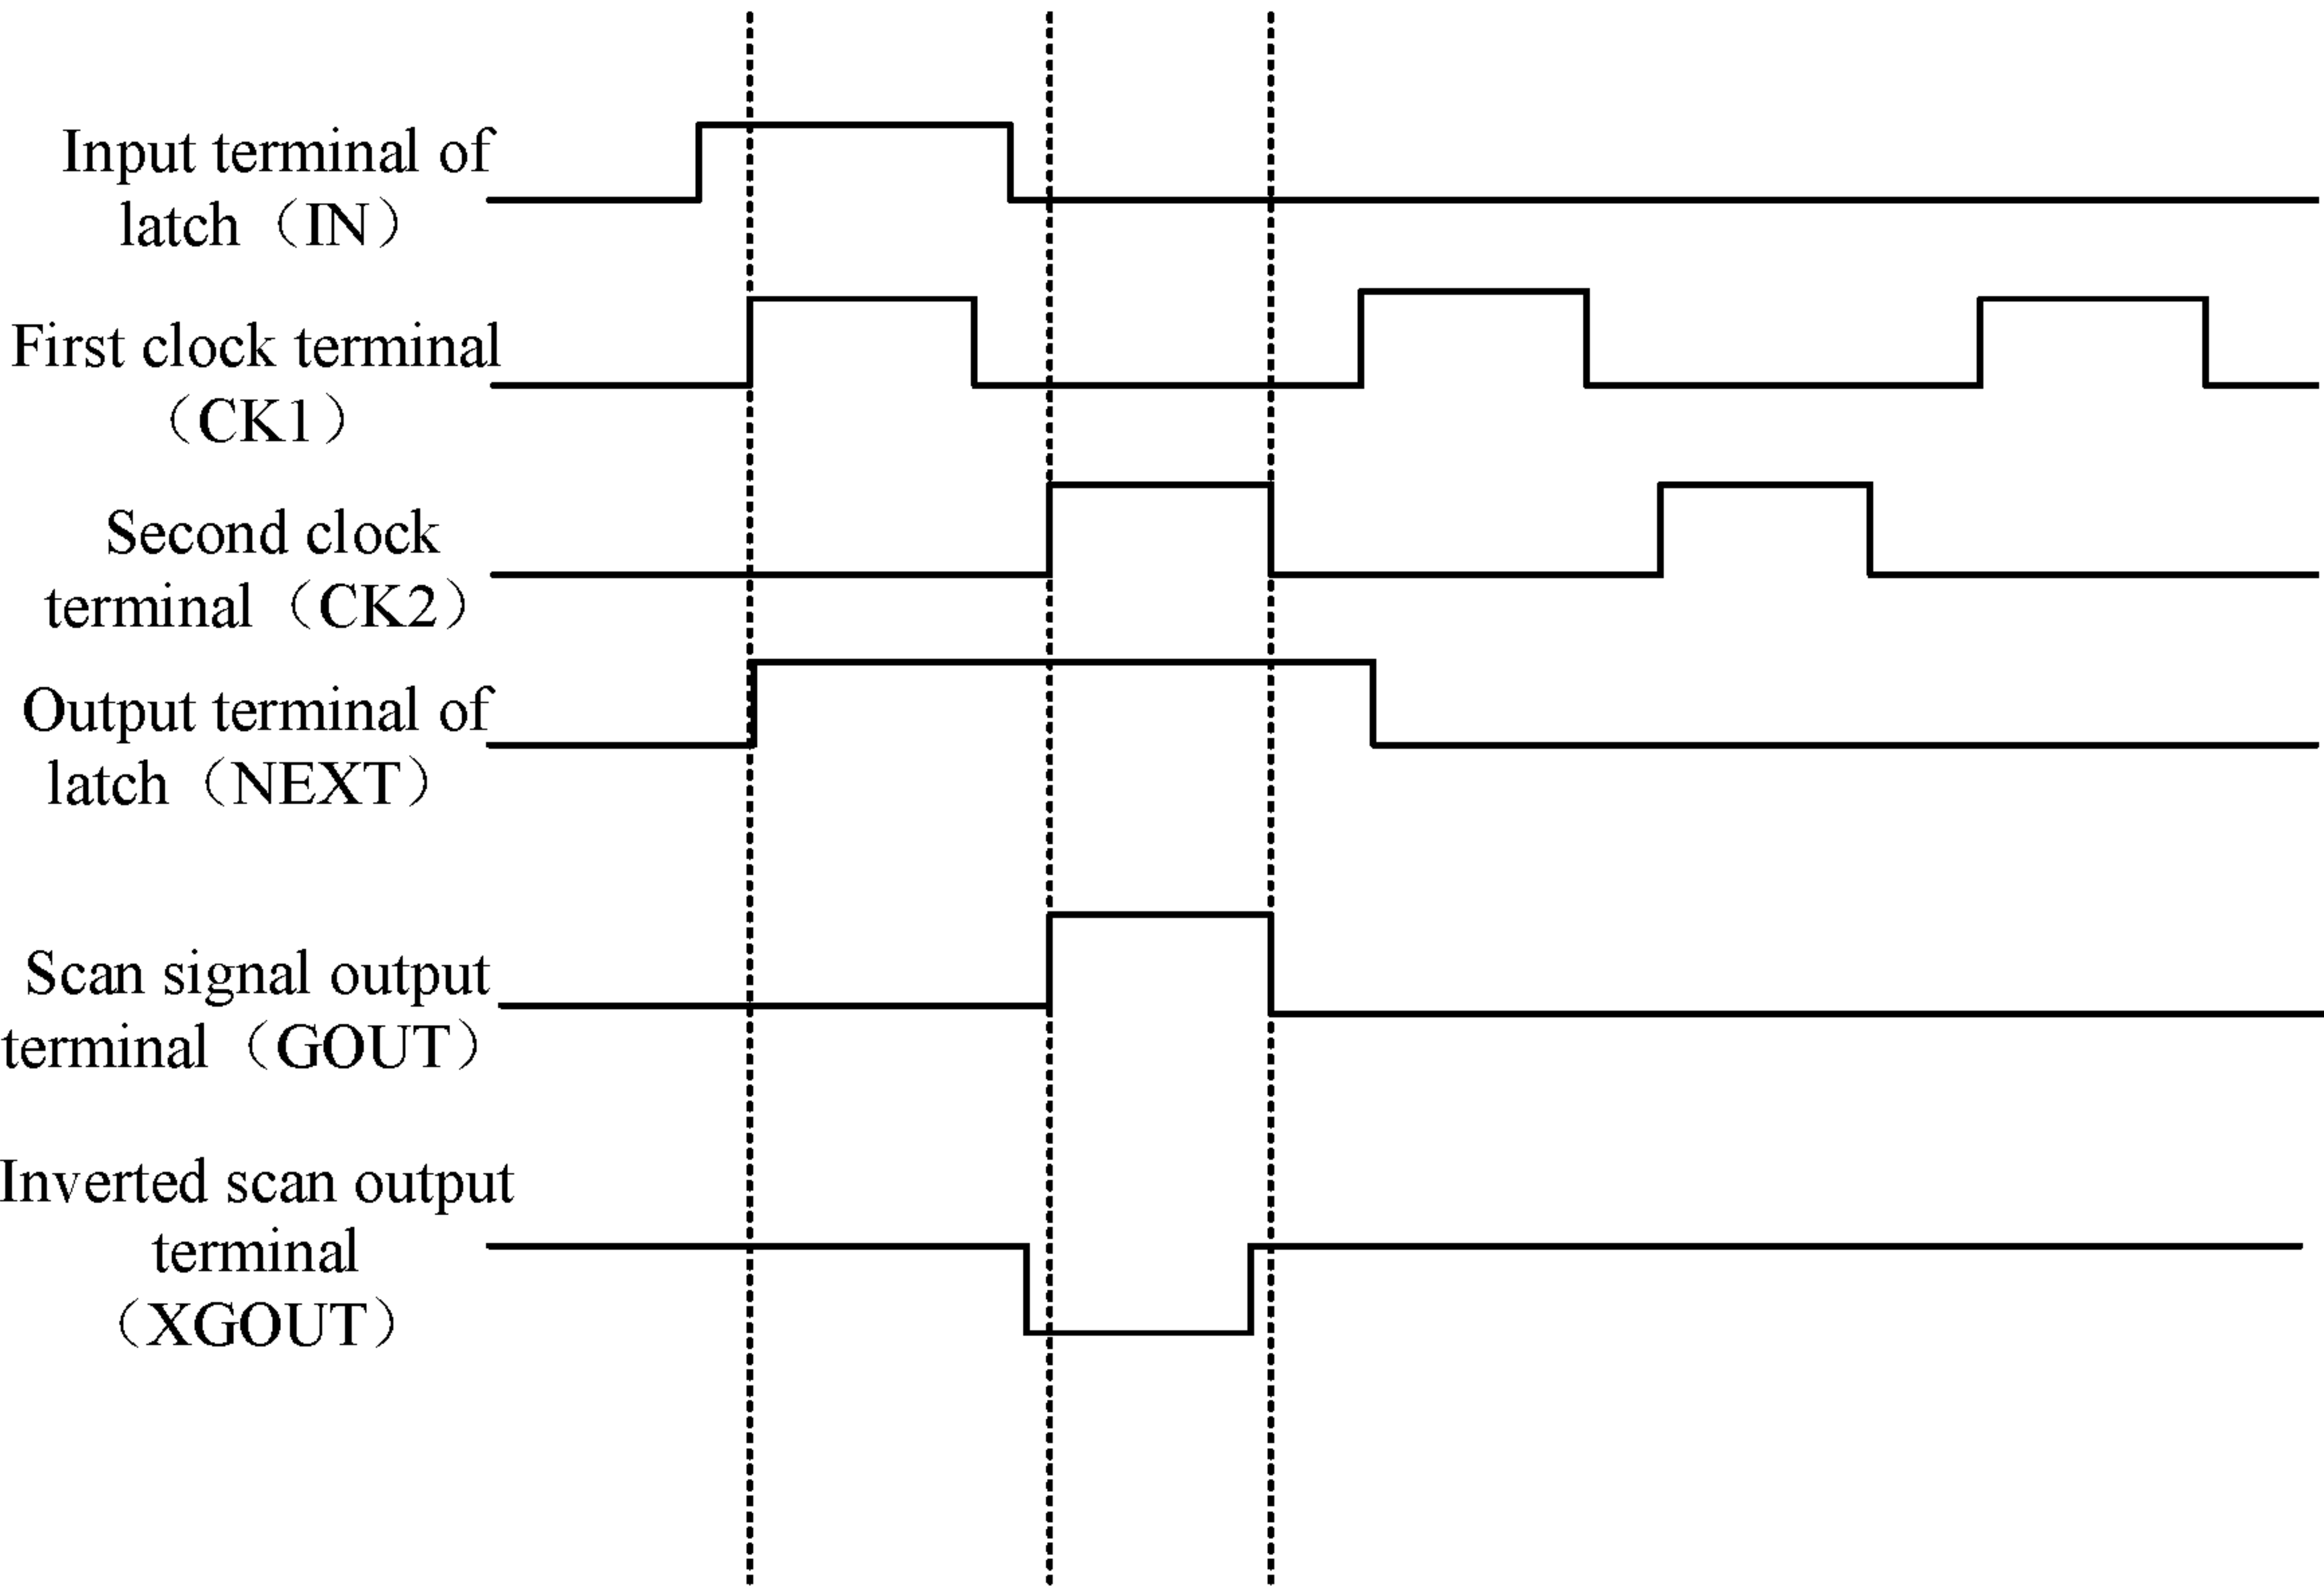 Input terminal of
latch（IN）
First clock terminal
（CK1）
Second clock
terminal（CK2）
Output terminal of
latch（NEXT）
Scan signal output
terminal（GOUT）
Inverted scan output
terminal
（XGOUT）